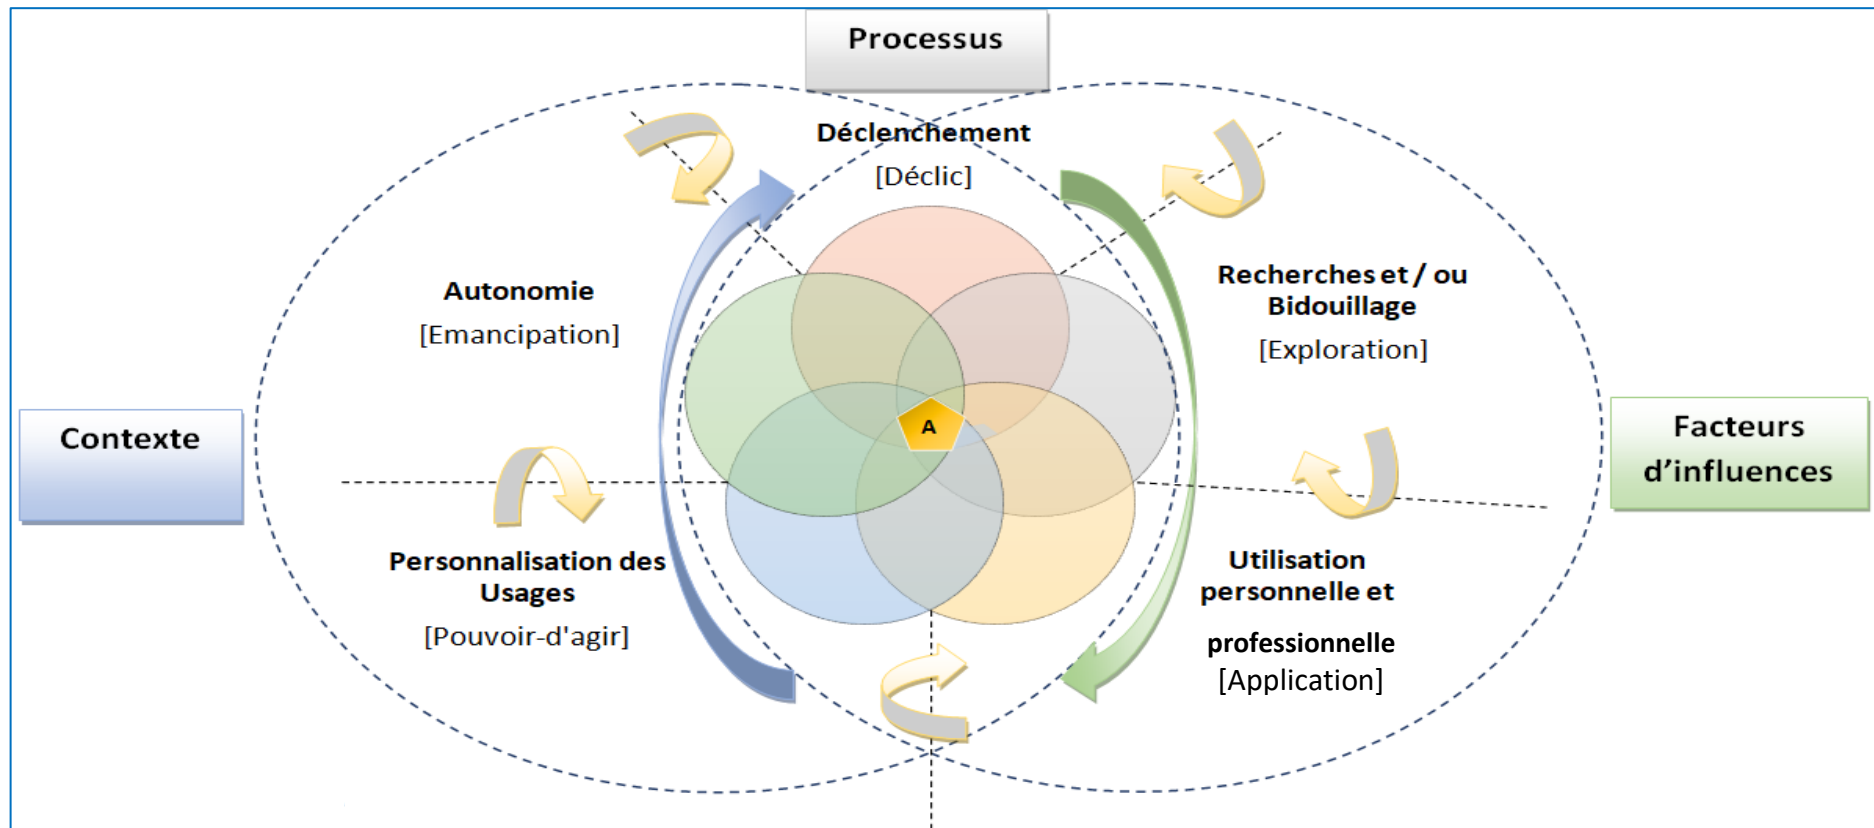 Processus
Déclenchement
[Déclic]
Autonomie
[Emancipation]
Recherches et / ou
Bidouillage
[Exploration]
Contexte
A
Facteurs
d'influences
Personnalisation des
Usages
[Pouvoir-d'agir]
Utilisation
personnelle et
professionnelle
[Application]